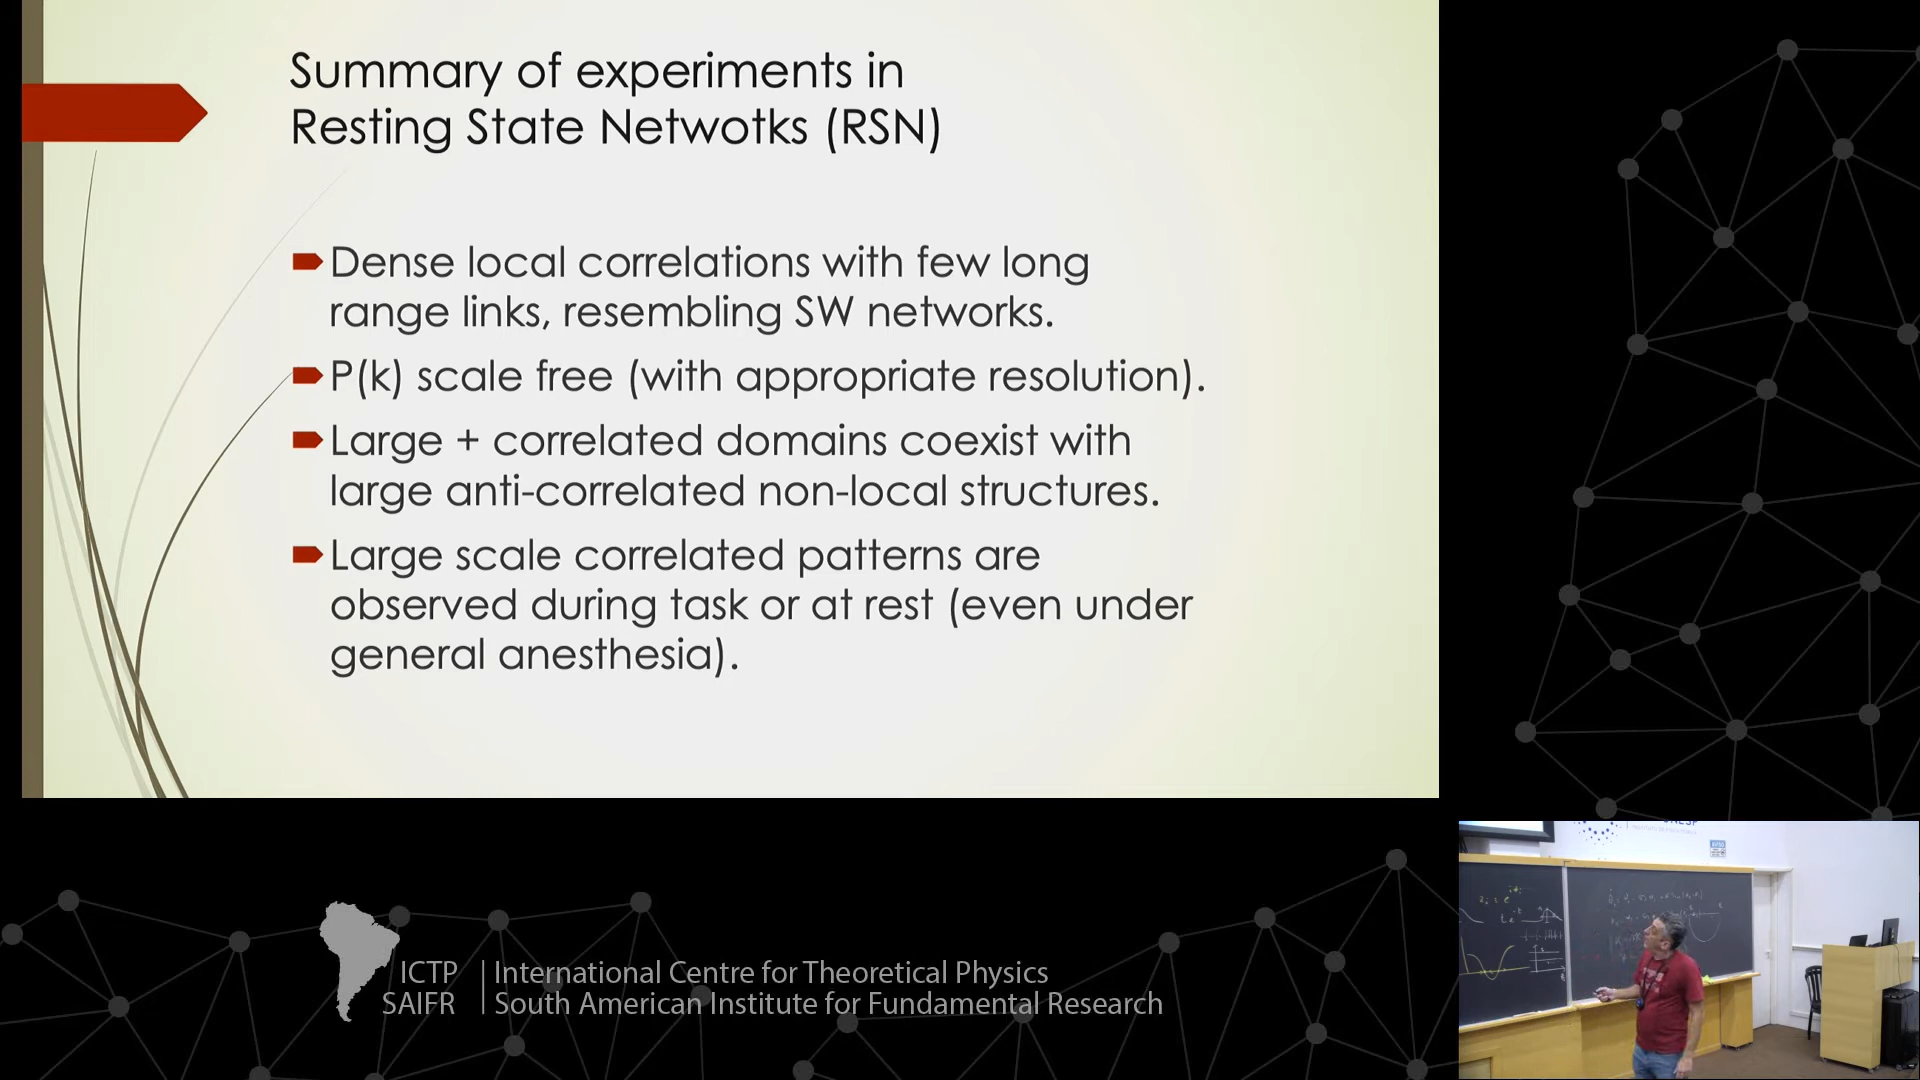 Summary of experiments in
Resting State Netwotks (RSN)
Dense local correlations with few long
range links, resembling SW networks.
P(k) scale free (with appropriate resolution).
Large + correlated domains coexist with
large anti-correlated non-local structures.
Large scale correlated patterns are
observed during task or at rest (even under
general anesthesia).
ICTP
SAIFR
International Centre for Theoretical Physics
South American Institute for Fundamental Research